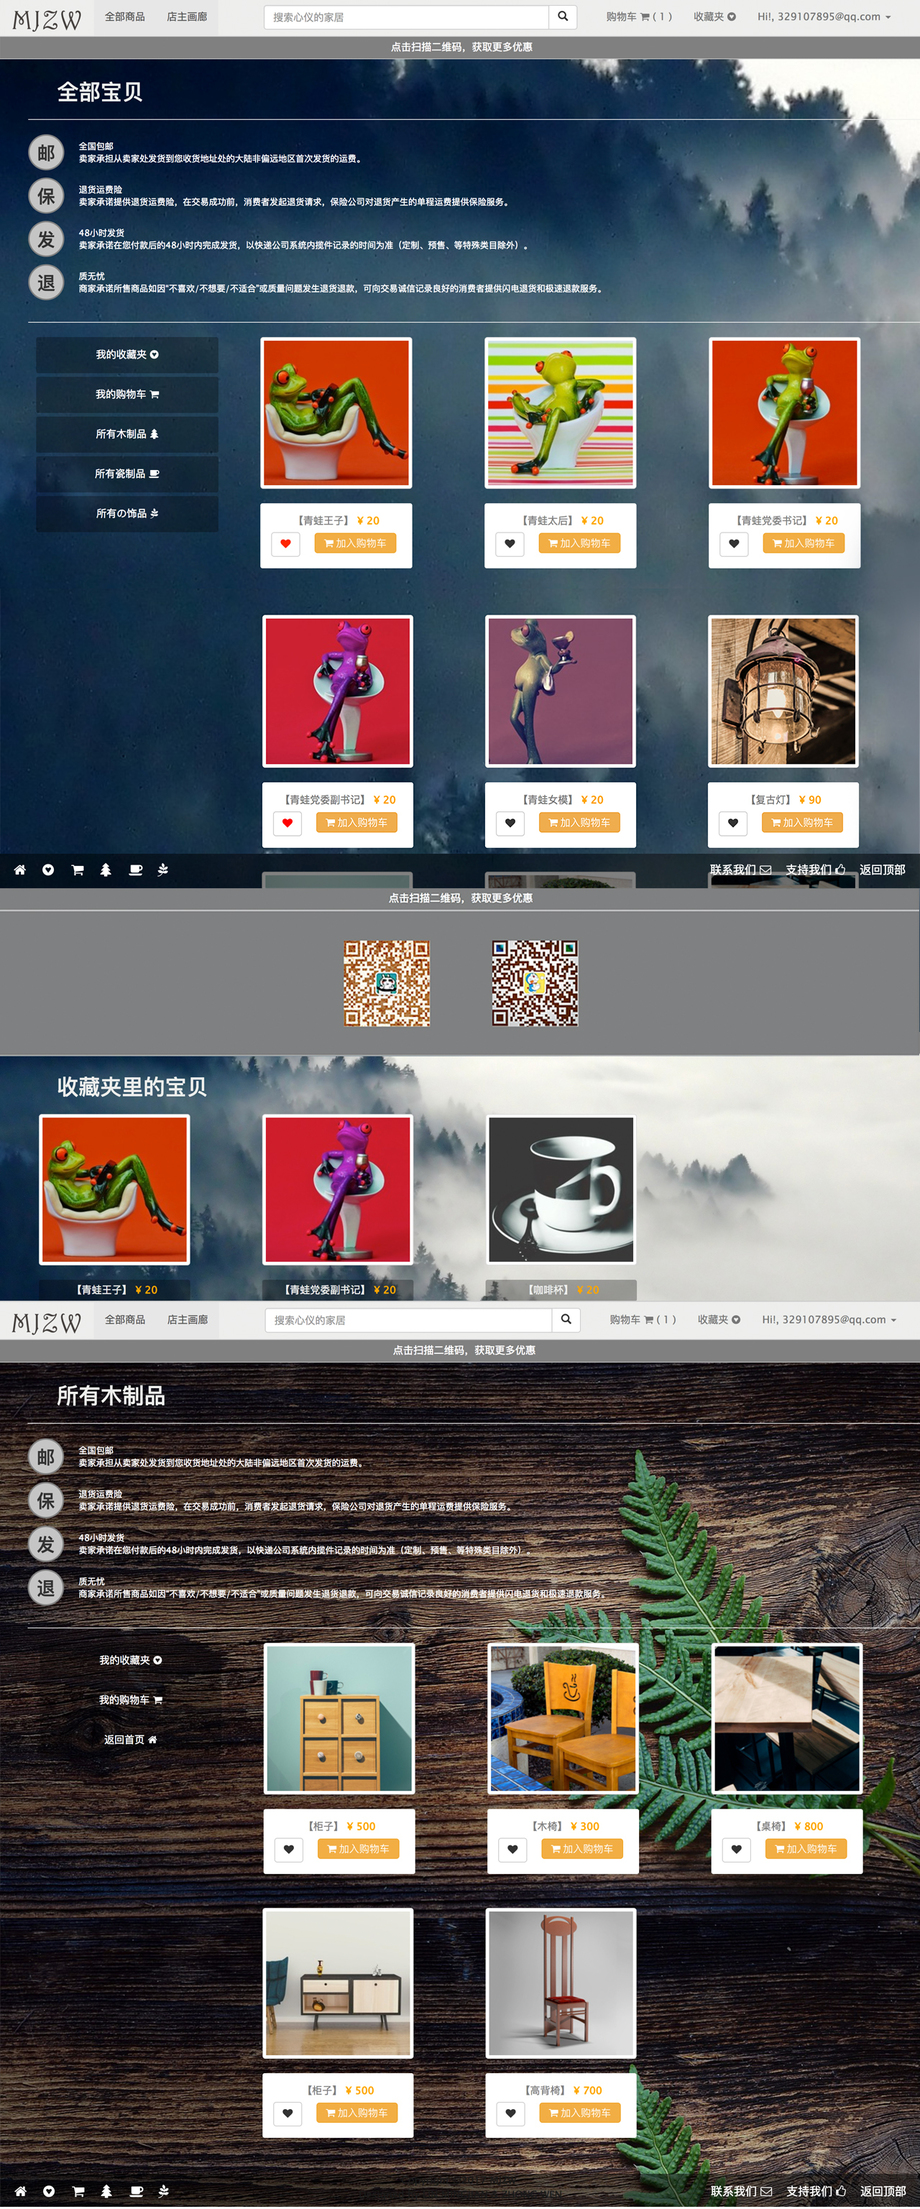 MJZW 全部商品 店主画廊 搜索心仪的家居 购物车 ( 1 ) 收藏夹 Hi!, 329107895@qq.com
点击扫描二维码，获取更多优惠
全部宝贝
邮 全国包邮
卖家承担从卖家处发货到您收货地址处的大陆非偏远地区首次发货的运费。
保 退货运费险
卖家承诺提供退货运费险，在交易成功前，消费者发起退货请求，保险公司对退货产生的单程运费提供保险服务。
发 48小时发货
卖家承诺在您付款后的48小时内完成发货，以快递公司系统内揽件记录的时间为准（定制、预售、等特殊类目除外）。
退 质无忧
商家承诺所售商品如因“不喜欢/不想要/不适合”或质量问题发生退货退款，可向交易诚信记录良好的消费者提供闪电退货和极速退款服务。
我的收藏夹
我的购物车
所有木制品
所有瓷制品
所有の饰品
【青蛙王子】 ¥ 20 【青蛙太后】 ¥ 20 【青蛙党委书记】 ¥ 20
加入购物车 加入购物车 加入购物车
【青蛙党委副书记】 ¥ 20 【青蛙女模】 ¥ 20 【复古灯】 ¥ 90
加入购物车 加入购物车 加入购物车
联系我们 支持我们 返回顶部
点击扫描二维码，获取更多优惠
收藏夹里的宝贝
【青蛙王子】 ¥ 20 【青蛙党委副书记】 ¥ 20 【咖啡杯】 ¥ 20
MJZW 全部商品 店主画廊 搜索心仪的家居 购物车 ( 1 ) 收藏夹 Hi!, 329107895@qq.com
点击扫描二维码，获取更多优惠
所有木制品
邮 全国包邮
卖家承担从卖家处发货到您收货地址处的大陆非偏远地区首次发货的运费。
保 退货运费险
卖家承诺提供退货运费险，在交易成功前，消费者发起退货请求，保险公司对退货产生的单程运费提供保险服务。
发 48小时发货
卖家承诺在您付款后的48小时内完成发货，以快递公司系统内揽件记录的时间为准（定制、预售、等特殊类目除外）。
退 质无忧
商家承诺所售商品如因“不喜欢/不想要/不适合”或质量问题发生退货退款，可向交易诚信记录良好的消费者提供闪电退货和极速退款服务。
我的收藏夹
我的购物车
返回首页
【柜子】 ¥ 500 【木椅】 ¥ 300 【桌椅】 ¥ 800
加入购物车 加入购物车 加入购物车
【柜子】 ¥ 500 【高背椅】 ¥ 700
加入购物车 加入购物车
联系我们 支持我们 返回顶部